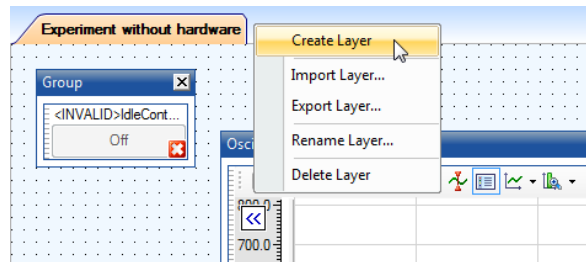 Experiment without hardware
Create Layer
Import Layer...
Export Layer...
Rename Layer...
Delete Layer
Group
<INVALID>IdleCont...
Off
Osci
700.0